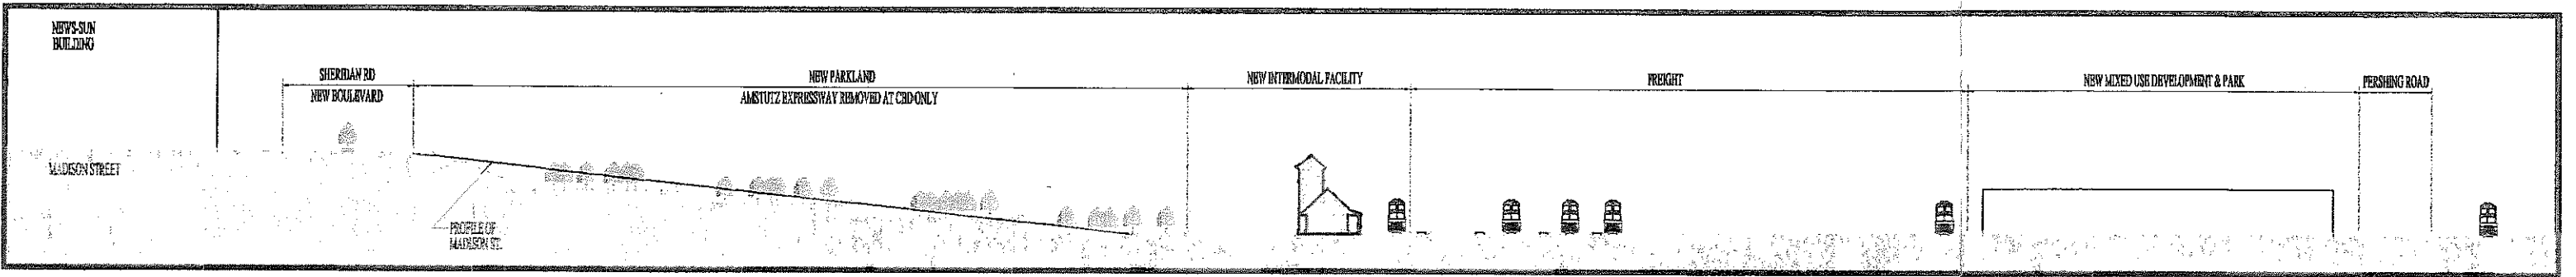 NEWS-SUN
BUILDING
SHERIDAN RD
NEW BOULEVARD
NEW PARKLAND
AMSTUTZ EXPRESSWAY REMOVED AT CBD ONLY
NEW INTERMODAL FACILITY
FREIGHT
NEW MIXED USE DEVELOPMENT & PARK
PERSHING ROAD
MADISON STREET
PROFILE OF
MADISON ST.